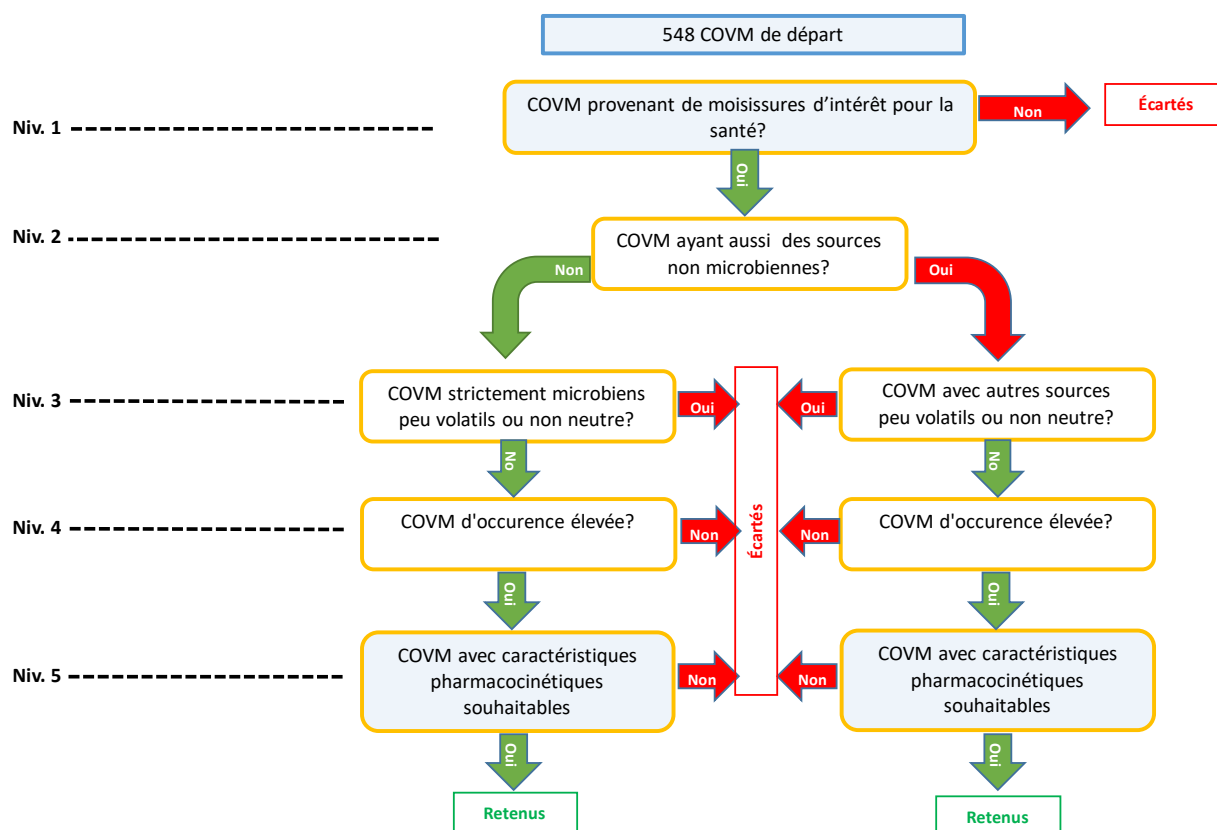 548 COVM de départ
COVM provenant de moisissures d'intérêt pour la
santé?
Non
Écartés
Niv. 1
Oui
Niv. 2
COVM ayant aussi des sources
non microbiennes?
Non
Oui
Niv. 3
COVM strictement microbiens
peu volatils ou non neutre?
Oui
Oui
COVM avec autres sources
peu volatils ou non neutre?
No
No
Écartés
Niv. 4
COVM d'occurence élevée?
Non
Non
COVM d'occurence élevée?
Oui
Oui
Niv. 5
COVM avec caractéristiques
pharmacocinétiques
souhaitables
Non
Non
COVM avec caractéristiques
pharmacocinétiques
souhaitables
Oui
Oui
Retenus
Retenus